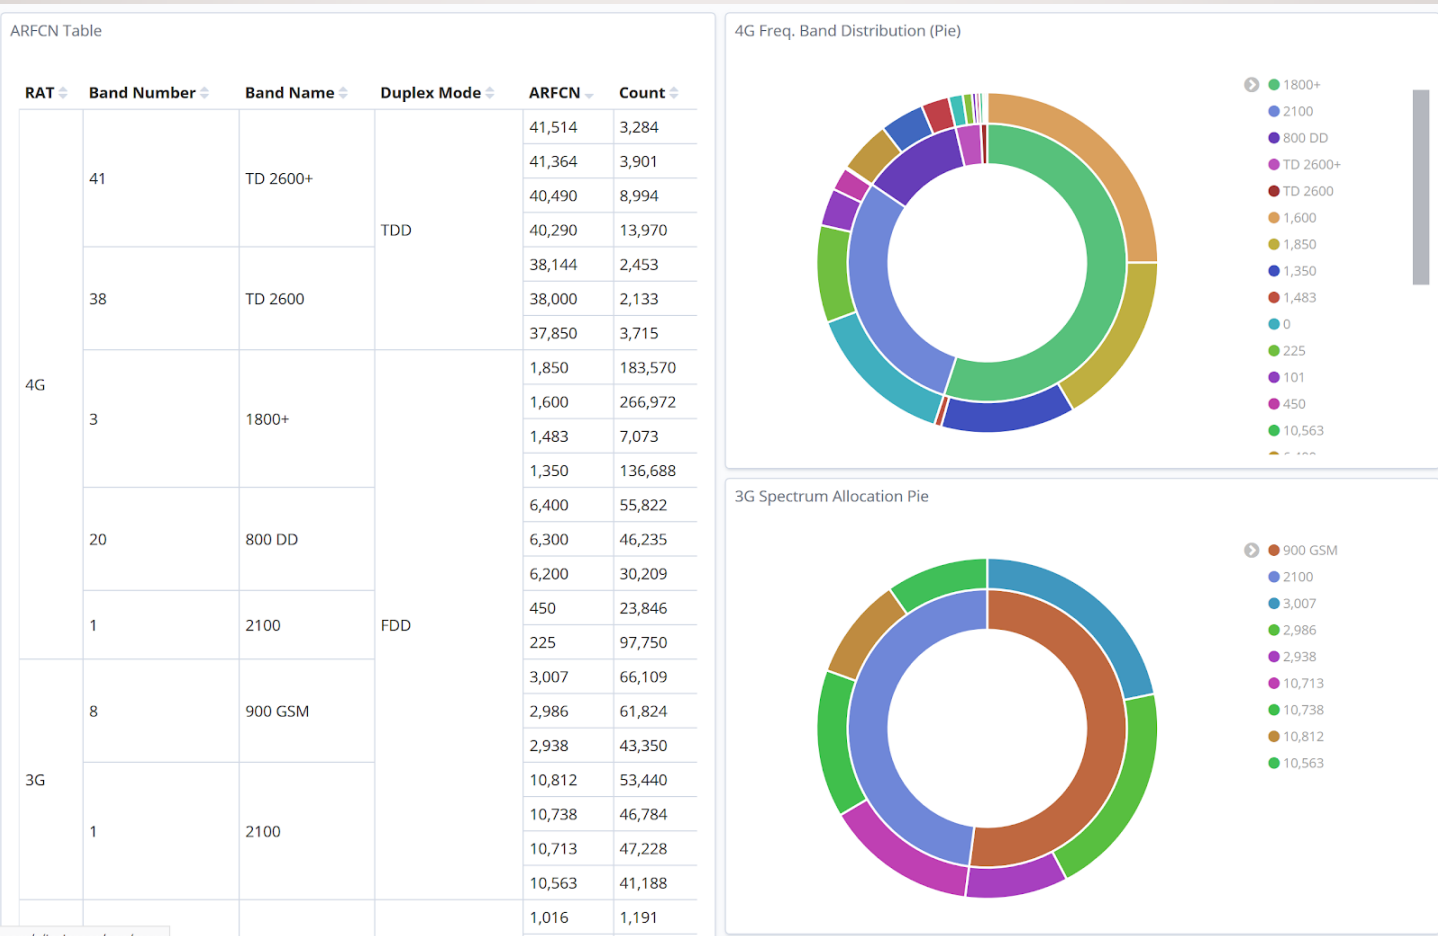 ARFCN Table
RAT Band Number Band Name Duplex Mode ARFCN Count
41,514 3,284
41,364 3,901
41 TD 2600+
40,490 8,994
TDD
40,290 13,970
38,144 2,453
38 TD 2600
38,000 2,133
37,850 3,715
1,850 183,570
4G
1,600 266,972
3 1800+
1,483 7,073
1,350 136,688
6,400 55,822
20 800 DD
6,300 46,235
6,200 30,209
450 23,846
1 2100 FDD
225 97,750
3,007 66,109
8 900 GSM
2,986 61,824
2,938 43,350
3G
10,812 53,440
10,738 46,784
1 2100
10,713 47,228
10,563 41,188
1,016 1,191
4G Freq. Band Distribution (Pie)
1800+
2100
800 DD
TD 2600+
TD 2600
1,600
1,850
1,350
1,483
0
225
101
450
10,563
3G Spectrum Allocation Pie
900 GSM
2100
3,007
2,986
2,938
10,713
10,738
10,812
10,563